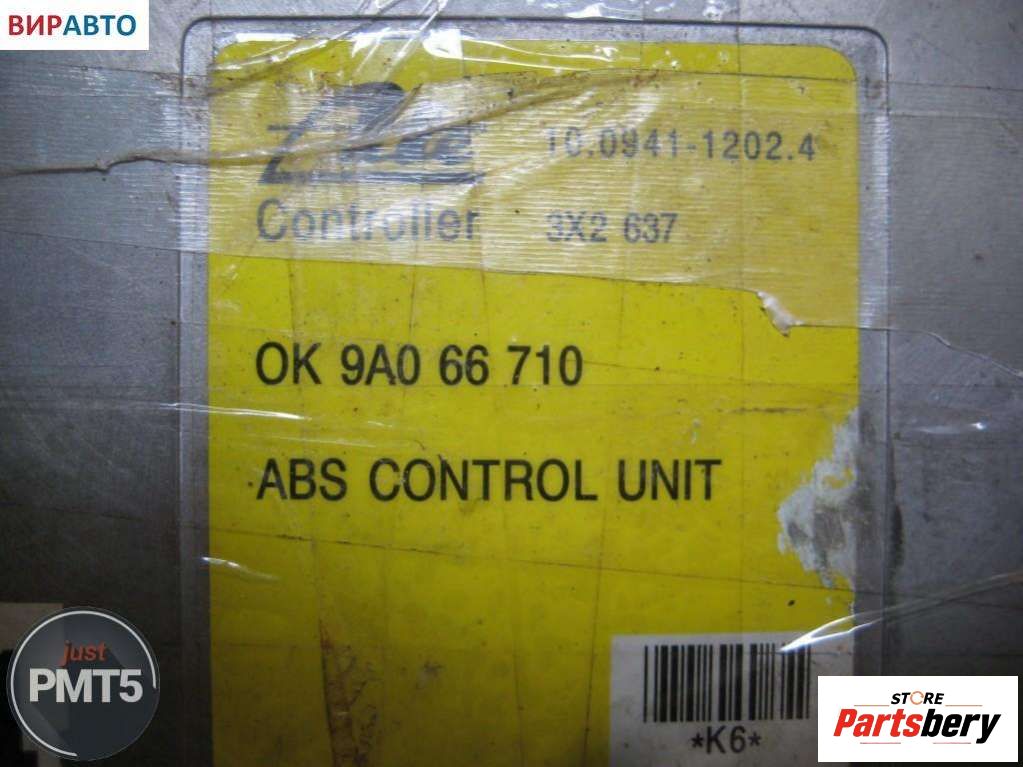 ВИРАВТО
Ate 10.0941-1202.4
Controller 3X2 637
OK 9A0 66 710
ABS CONTROL UNIT
*K6*
just
PMT5
STORE
Partsbery